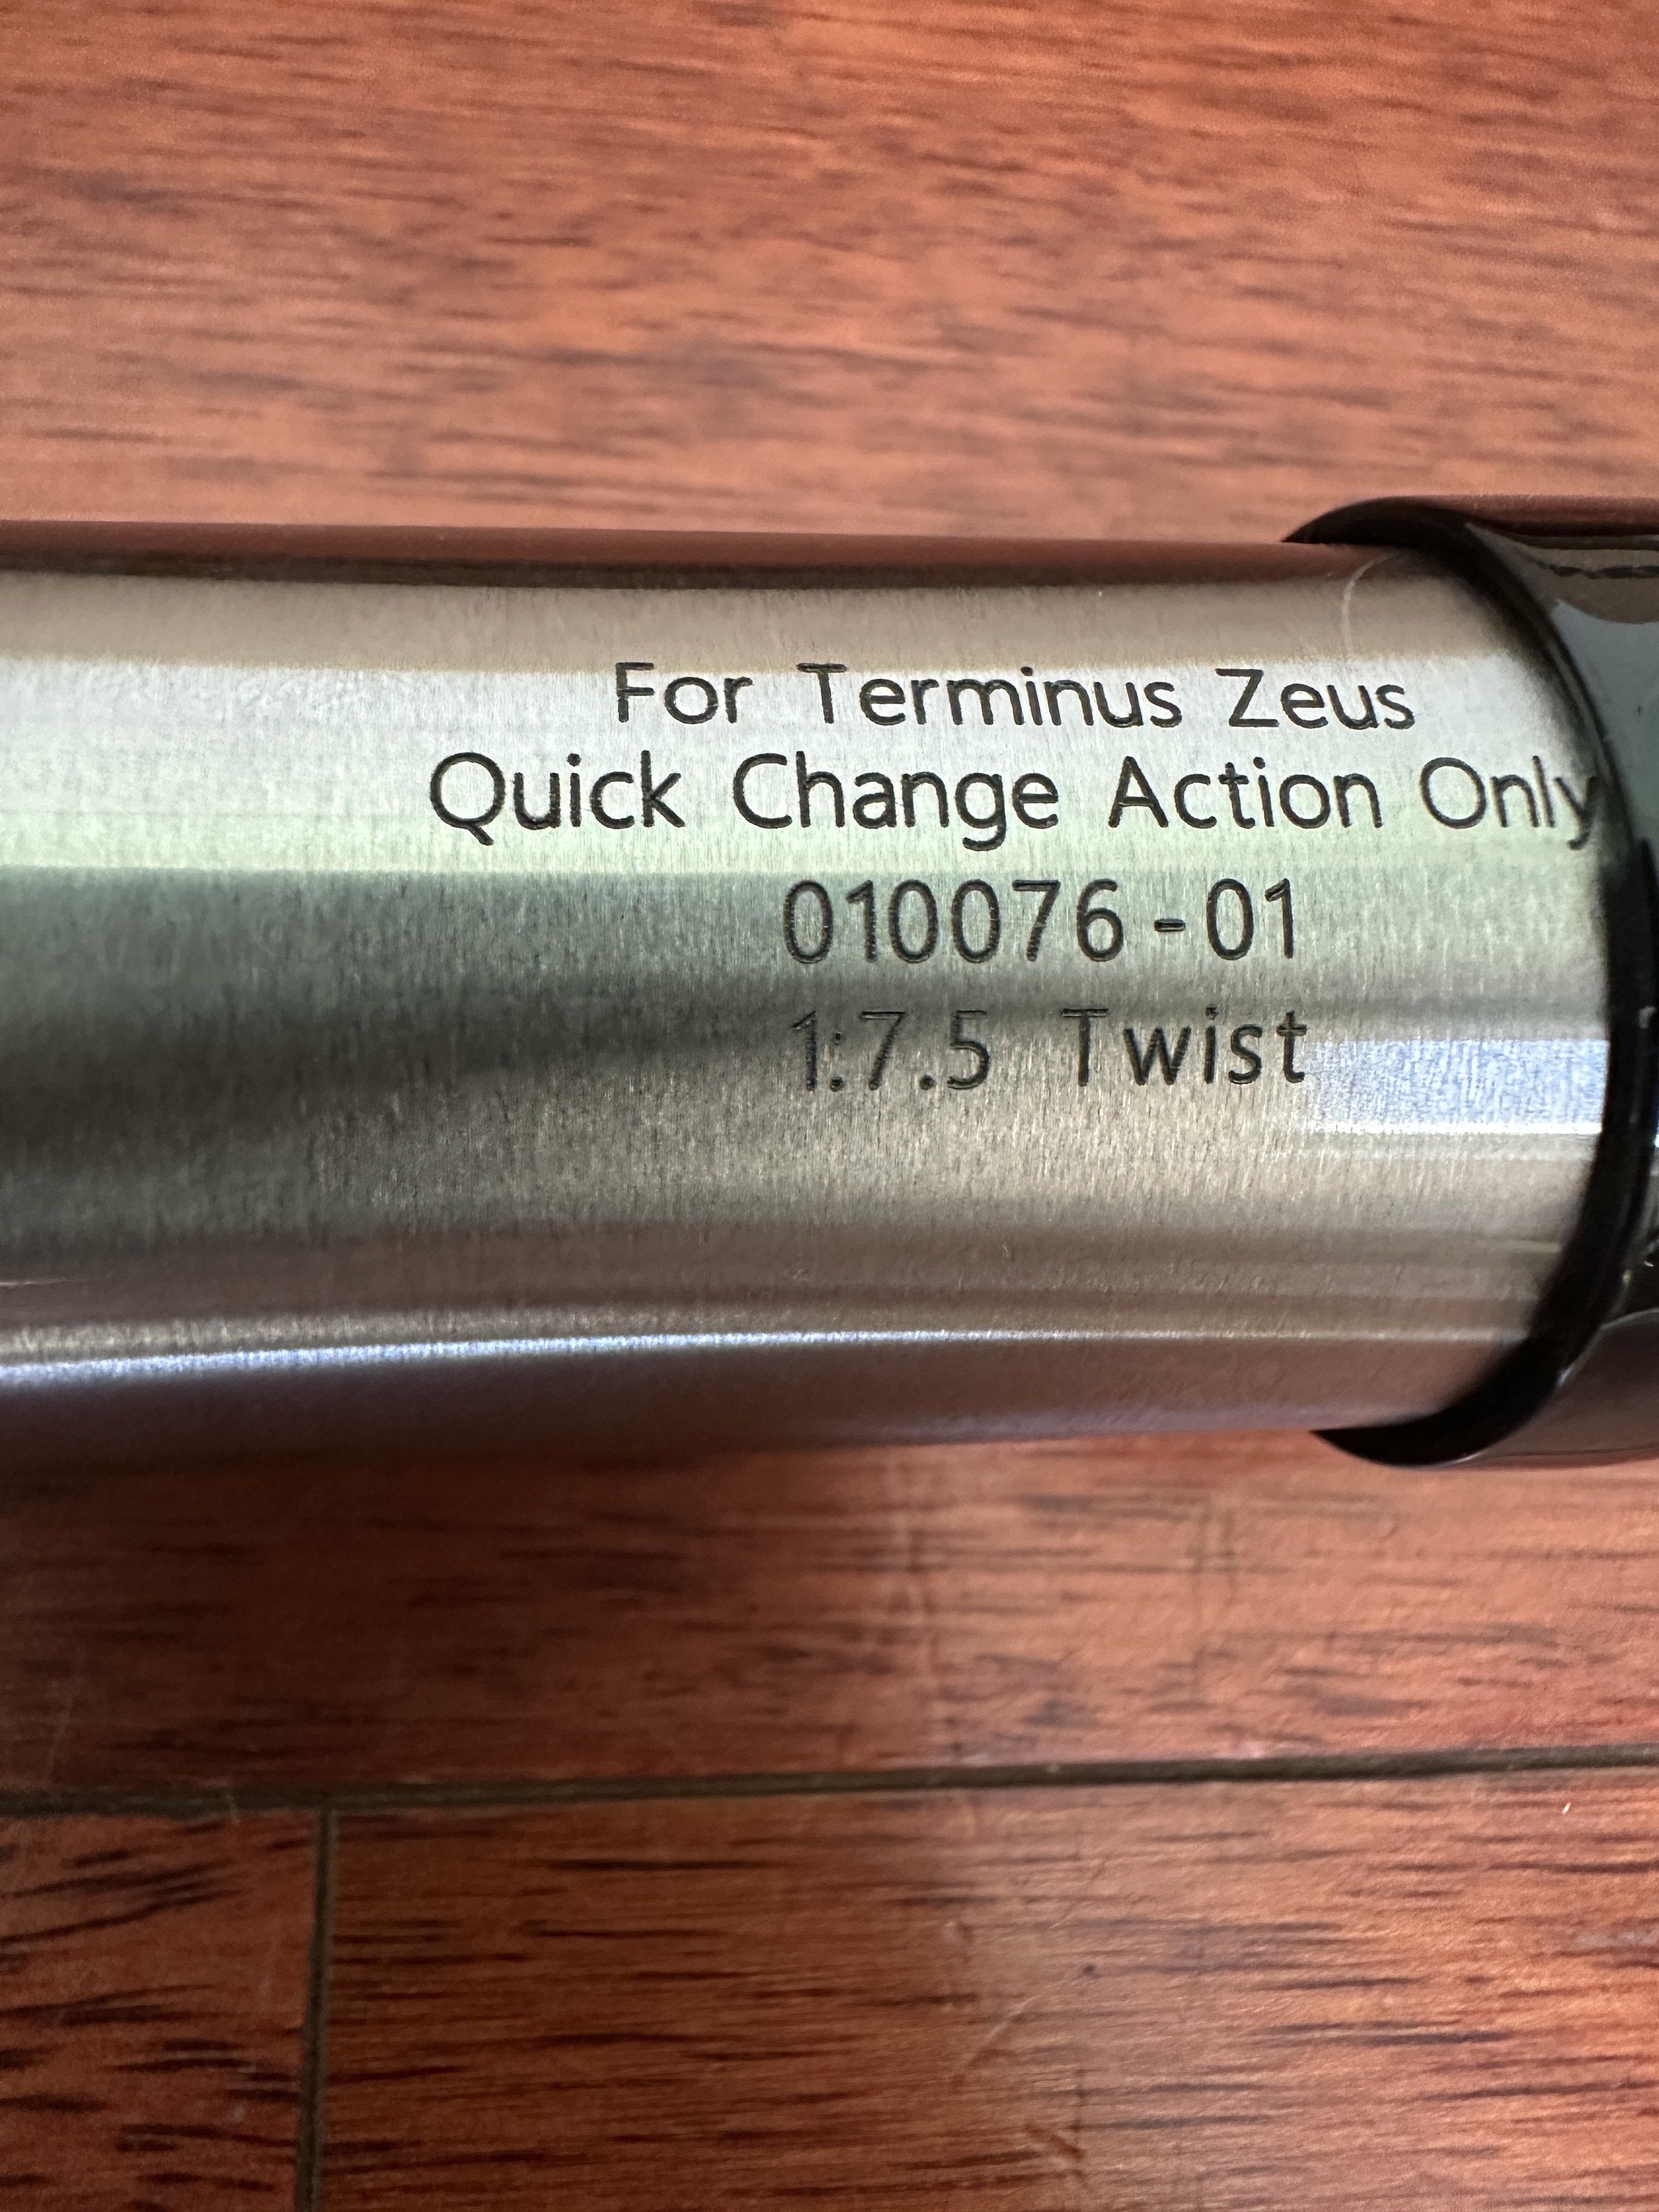 For Terminus Zeus
Quick Change Action Only
010076-01
1:7.5 Twist